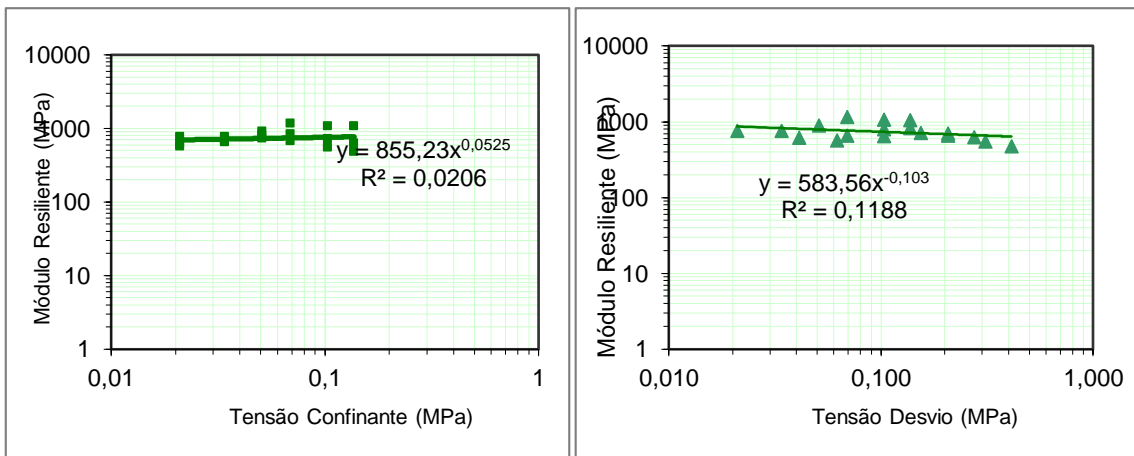 Módulo Resiliente (MPa)
10000
1000
100
10
1
y = 855,23x^0,0525
R² = 0,0206
0,01
0,1
1
Tensão Confinante (MPa)
Módulo Resiliente (MPa)
10000
1000
100
10
1
y = 583,56x^-0,103
R² = 0,1188
0,010
0,100
1,000
Tensão Desvio (MPa)